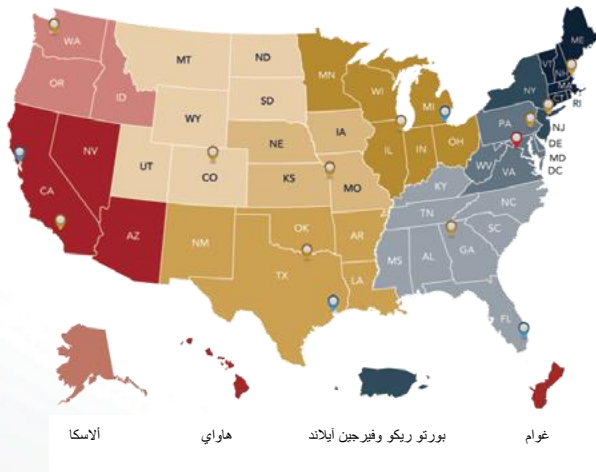 WA
MT
ND
MN
ME
VT
NH
OR
ID
SD
WI
MI
NY
MA
CT
RI
WY
IA
PA
NJ
NE
IL
IN
OH
DE
NV
UT
CO
KS
MO
WV
VA
MD
DC
CA
KY
AZ
NM
OK
AR
TN
NC
SC
TX
LA
MS
AL
GA
FL
ألاسكا
هاواي
بورتو ريكو وفيرجين آيلاند
غوام